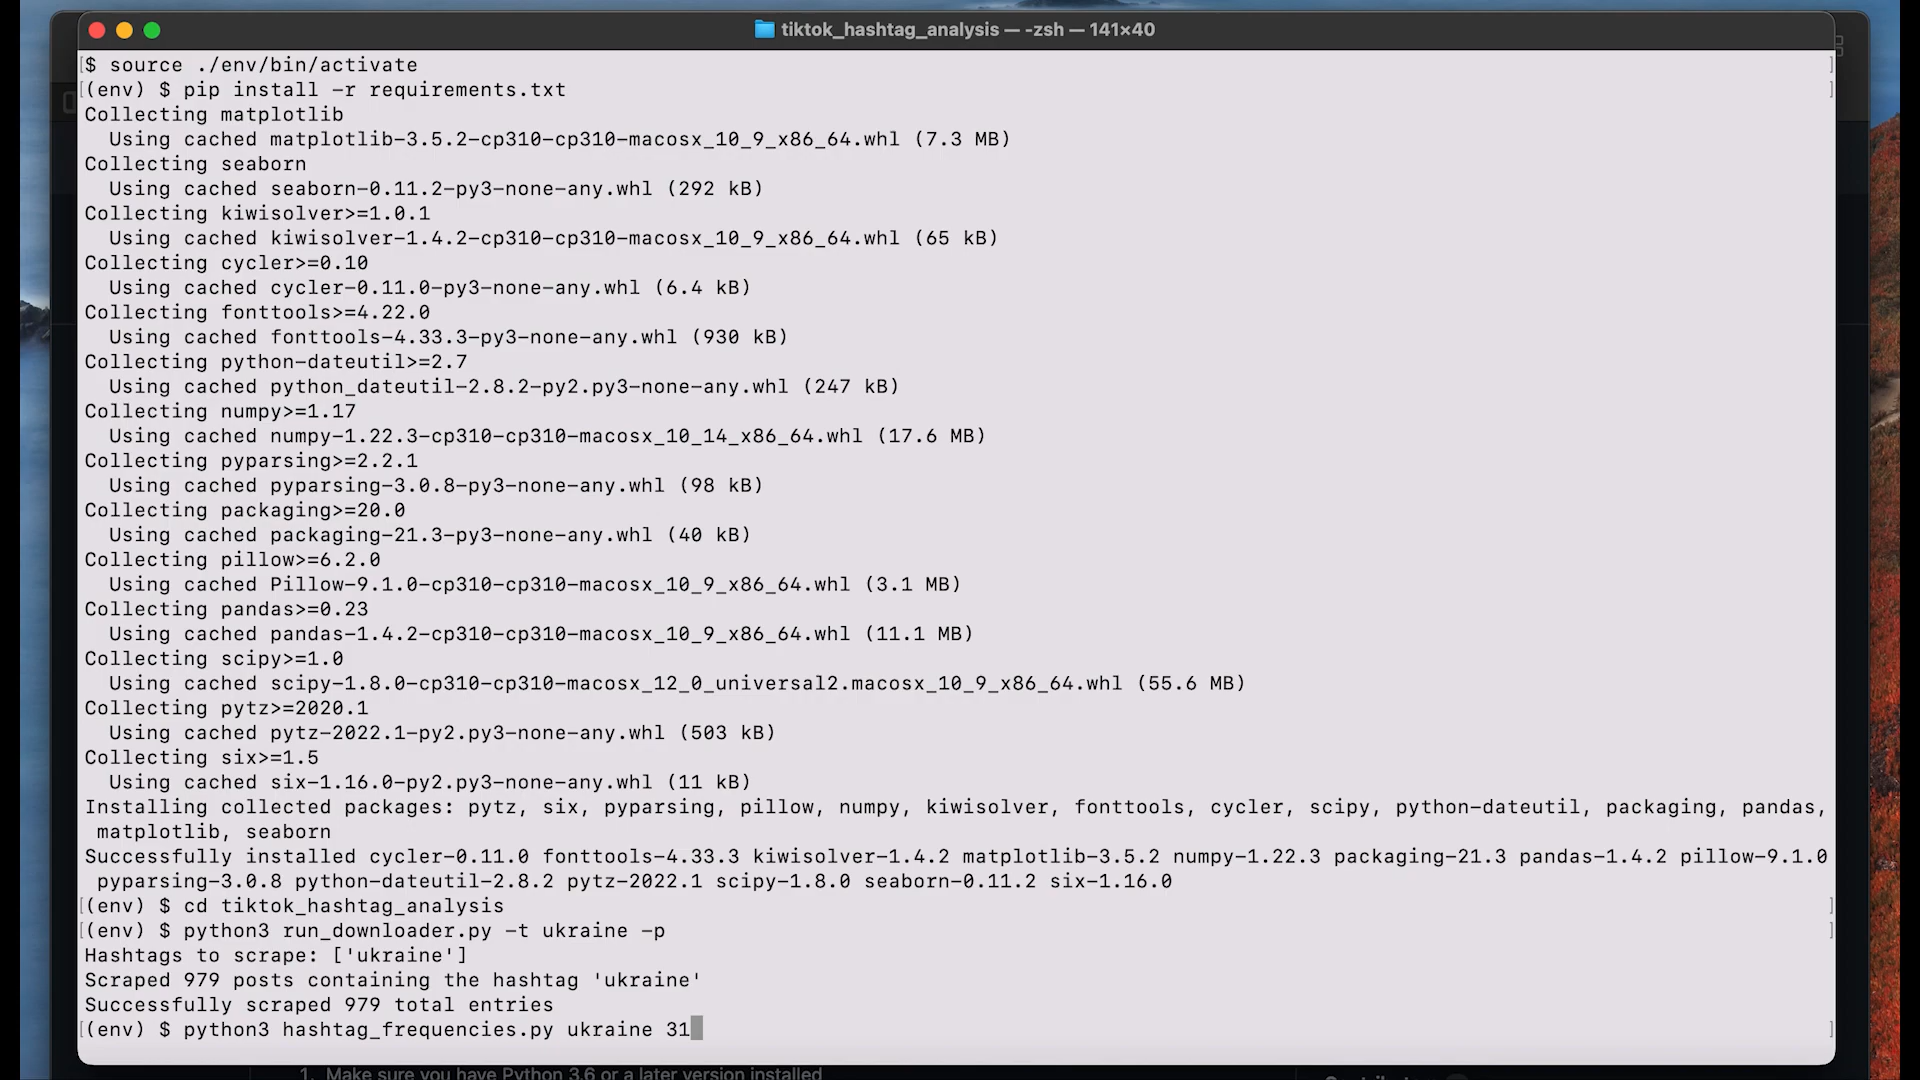 tiktok_hashtag_analysis — -zsh — 141×40
$ source ./env/bin/activate
(env) $ pip install -r requirements.txt
Collecting matplotlib
Using cached matplotlib-3.5.2-cp310-cp310-macosx_10_9_x86_64.whl (7.3 MB)
Collecting seaborn
Using cached seaborn-0.11.2-py3-none-any.whl (292 kB)
Collecting kiwisolver>=1.0.1
Using cached kiwisolver-1.4.2-cp310-cp310-macosx_10_9_x86_64.whl (65 kB)
Collecting cycler>=0.10
Using cached cycler-0.11.0-py3-none-any.whl (6.4 kB)
Collecting fonttools>=4.22.0
Using cached fonttools-4.33.3-py3-none-any.whl (930 kB)
Collecting python-dateutil>=2.7
Using cached python_dateutil-2.8.2-py2.py3-none-any.whl (247 kB)
Collecting numpy>=1.17
Using cached numpy-1.22.3-cp310-cp310-macosx_10_14_x86_64.whl (17.6 MB)
Collecting pyparsing>=2.2.1
Using cached pyparsing-3.0.8-py3-none-any.whl (98 kB)
Collecting packaging>=20.0
Using cached packaging-21.3-py3-none-any.whl (40 kB)
Collecting pillow>=6.2.0
Using cached Pillow-9.1.0-cp310-cp310-macosx_10_9_x86_64.whl (3.1 MB)
Collecting pandas>=0.23
Using cached pandas-1.4.2-cp310-cp310-macosx_10_9_x86_64.whl (11.1 MB)
Collecting scipy>=1.0
Using cached scipy-1.8.0-cp310-cp310-macosx_12_0_universal2.macosx_10_9_x86_64.whl (55.6 MB)
Collecting pytz>=2020.1
Using cached pytz-2022.1-py2.py3-none-any.whl (503 kB)
Collecting six>=1.5
Using cached six-1.16.0-py2.py3-none-any.whl (11 kB)
Installing collected packages: pytz, six, pyparsing, pillow, numpy, kiwisolver, fonttools, cycler, scipy, python-dateutil, packaging, pandas,
matplotlib, seaborn
Successfully installed cycler-0.11.0 fonttools-4.33.3 kiwisolver-1.4.2 matplotlib-3.5.2 numpy-1.22.3 packaging-21.3 pandas-1.4.2 pillow-9.1.0
pyparsing-3.0.8 python-dateutil-2.8.2 pytz-2022.1 scipy-1.8.0 seaborn-0.11.2 six-1.16.0
(env) $ cd tiktok_hashtag_analysis
(env) $ python3 run_downloader.py -t ukraine -p
Hashtags to scrape: ['ukraine']
Scraped 979 posts containing the hashtag 'ukraine'
Successfully scraped 979 total entries
(env) $ python3 hashtag_frequencies.py ukraine 31
1. Make sure you have Python 3.6 or a later version installed